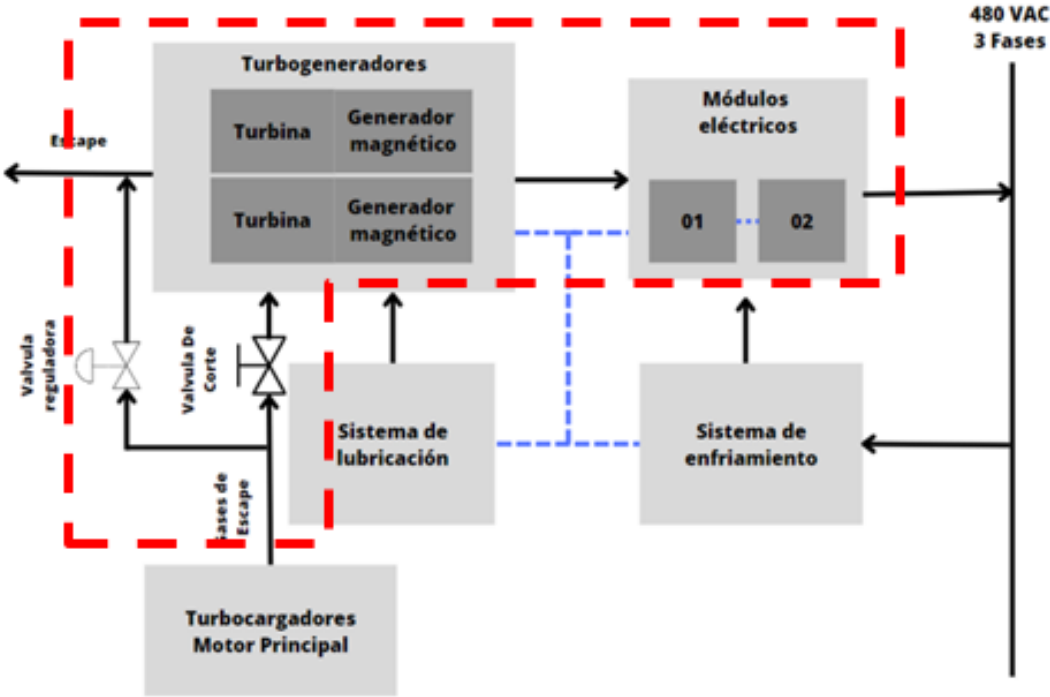 480 VAC
3 Fases
Turbogeneradores
Turbina
Generador
magnético
Turbina
Generador
magnético
Módulos
eléctricos
01
02
Escape
Valvula
reguladora
Valvula De
Corte
Sistema de
lubricación
Sistema de
enfriamiento
Gases de
Escape
Turbocargadores
Motor Principal